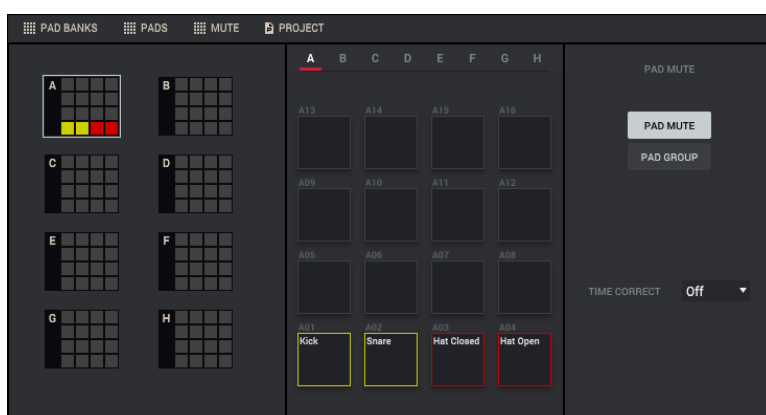 PAD BANKS PADS MUTE PROJECT
A B
C D
E F
G H
A B C D E F G H
A13 A14 A15 A16
A09 A10 A11 A12
A05 A06 A07 A08
A01 A02 A03 A04
Kick Snare Hat Closed Hat Open
PAD MUTE
PAD MUTE
PAD GROUP
TIME CORRECT Off